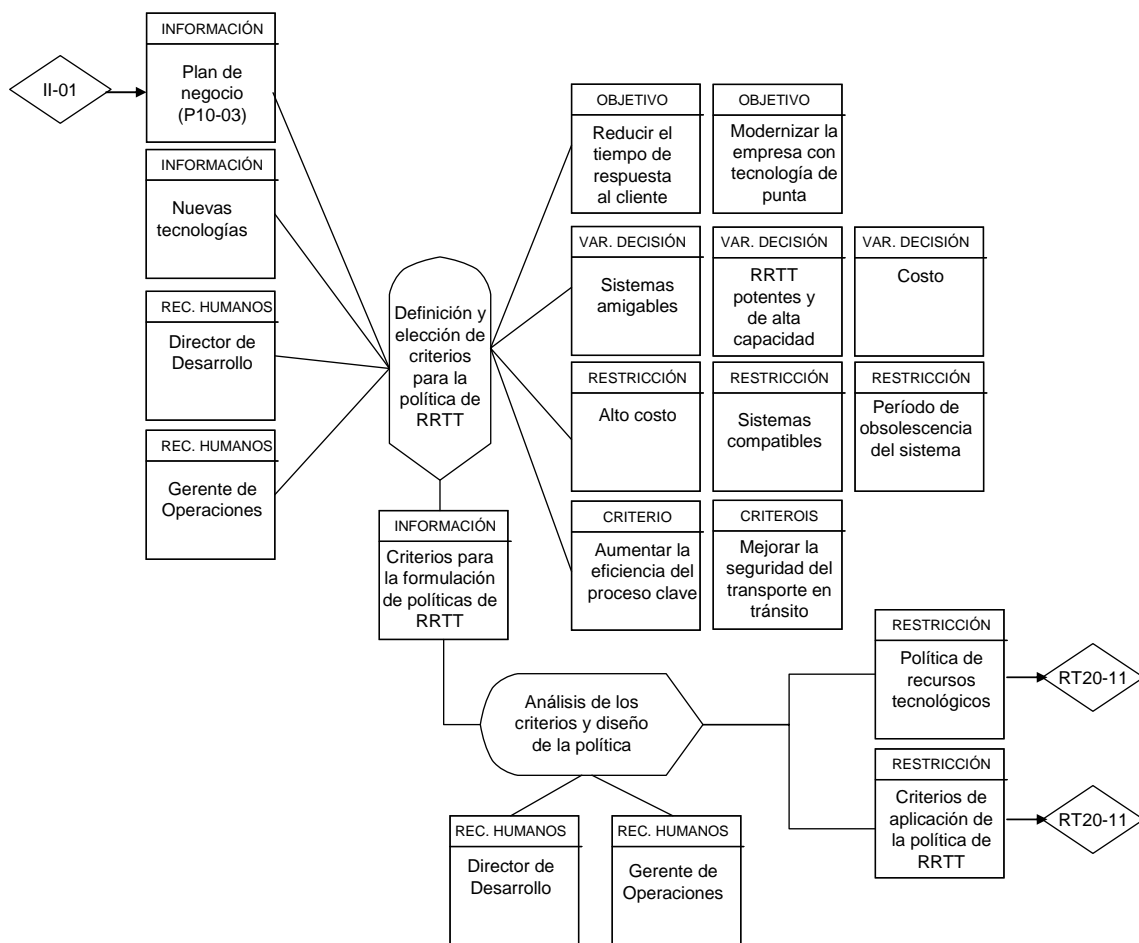 INFORMACIÓN
Plan de
negocio
(P10-03)
II-01
INFORMACIÓN
Nuevas
tecnologías
REC. HUMANOS
Director de
Desarrollo
REC. HUMANOS
Gerente de
Operaciones
Definición y
elección de
criterios
para la
política de
RRTT
OBJETIVO
Reducir el
tiempo de
respuesta
al cliente
OBJETIVO
Modernizar la
empresa con
tecnología de
punta
VAR. DECISIÓN
Sistemas
amigables
VAR. DECISIÓN
RRTT
potentes y
de alta
capacidad
VAR. DECISIÓN
Costo
RESTRICCIÓN
Alto costo
RESTRICCIÓN
Sistemas
compatibles
RESTRICCIÓN
Período de
obsolescencia
del sistema
CRITERIO
Aumentar la
eficiencia del
proceso clave
CRITEROIS
Mejorar la
seguridad del
transporte en
tránsito
INFORMACIÓN
Criterios para
la formulación
de políticas de
RRTT
Análisis de los
criterios y diseño
de la política
REC. HUMANOS
Director de
Desarrollo
REC. HUMANOS
Gerente de
Operaciones
RESTRICCIÓN
Política de
recursos
tecnológicos
RT20-11
RESTRICCIÓN
Criterios de
aplicación de
la política de
RRTT
RT20-11